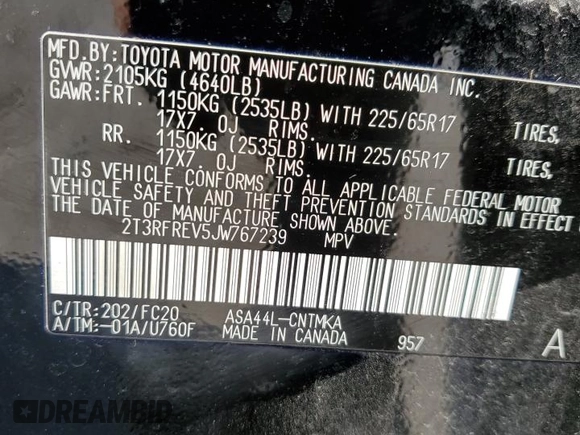 MFD.BY:TOYOTA MOTOR MANUFACTURING CANADA INC.
GVWR:2105KG (4640LB)
GAWR:FRT. 1150KG (2535LB) WITH 225/65R17 TIRES,
17X7. 0J RIMS.
RR. 1150KG (2535LB) WITH 225/65R17 TIRES,
17X7. 0J RIMS.
THIS VEHICLE CONFORMS TO ALL APPLICABLE FEDERAL MOTOR
VEHICLE SAFETY AND THEFT PREVENTION STANDARDS IN EFFECT
THE DATE OF MANUFACTURE SHOWN ABOVE.
2T3RFREV5JW767239 MPV
C/TR:202/FC20 ASA44L-CNTMKA
A/TM:-01A/U760F MADE IN CANADA 957 A
DREAMBID